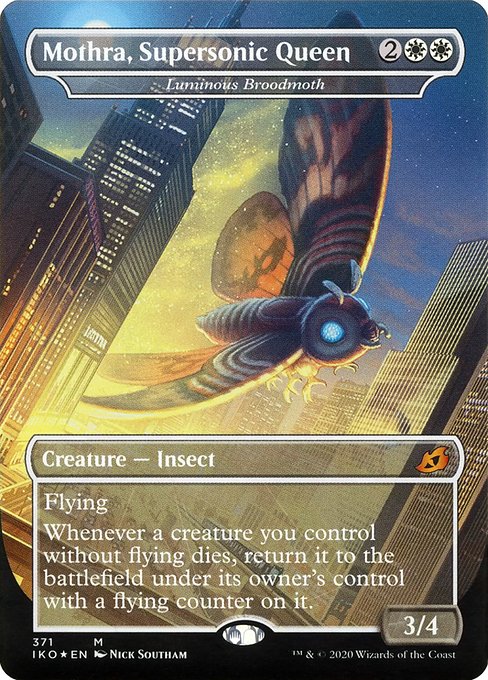 Mothra, Supersonic Queen 2
Luminous Broodmoth
Creature — Insect
Flying
Whenever a creature you control
without flying dies, return it to the
battlefield under its owner's control
with a flying counter on it.
3/4
371 M
IKO★EN Nick Southam
™ & © 2020 Wizards of the Coast